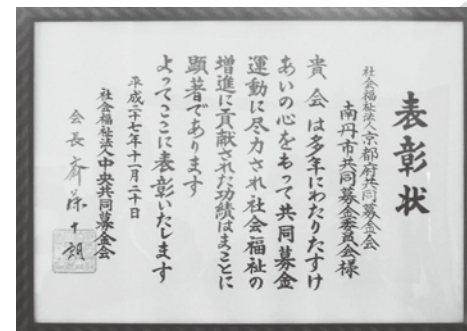 表彰状
社会福祉法人京都府共同募金会
南丹市共同募金委員会様
貴会は多年にわたりたすけ
あいの心をもって共同募金
運動に尽力され社会福祉の
増進に貢献された功績はまことに
顕著であります
よってここに表彰いたします
平成二十七年十一月二十日
社会福祉法人中央共同募金会
会長斎藤十朗